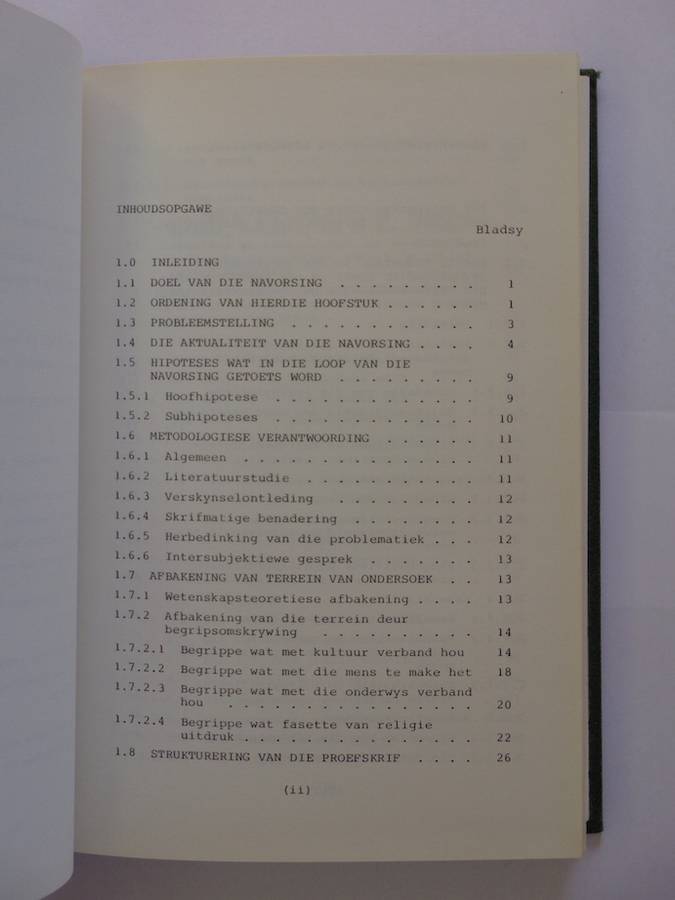 INHOUDSOPGAWE
Bladsy
1.0 INLEIDING
1.1 DOEL VAN DIE NAVORSING . . . . . . . . . 1
1.2 ORDENING VAN HIERDIE HOOFSTUK . . . . . . 1
1.3 PROBLEEMSTELLING . . . . . . . . . . . . 3
1.4 DIE AKTUALITEIT VAN DIE NAVORSING . . . . 4
1.5 HIPOTESES WAT IN DIE LOOP VAN DIE
NAVORSING GETOETS WORD . . . . . . . . . 9
1.5.1 Hoofhipotese . . . . . . . . . . . . . 9
1.5.2 Subhipoteses . . . . . . . . . . . . . 10
1.6 METODOLOGIESE VERANTWOORDING . . . . . . 11
1.6.1 Algemeen . . . . . . . . . . . . . . . 11
1.6.2 Literatuurstudie . . . . . . . . . . . 11
1.6.3 Verskynselontleding . . . . . . . . . 12
1.6.4 Skrifmatige benadering . . . . . . . . 12
1.6.5 Herbedinking van die problematiek . . . 12
1.6.6 Intersubjektiewe gesprek . . . . . . . 13
1.7 AFBAKENING VAN TERREIN VAN ONDERSOEK . . 13
1.7.1 Wetenskapsteoretiese afbakening . . . . 13
1.7.2 Afbakening van die terrein deur
begripsomskrywing . . . . . . . . . . 14
1.7.2.1 Begrippe wat met kultuur verband hou 14
1.7.2.2 Begrippe wat met die mens te make het 18
1.7.2.3 Begrippe wat met die onderwys verband
hou . . . . . . . . . . . . . . . . 20
1.7.2.4 Begrippe wat fasette van religie
uitdruk . . . . . . . . . . . . . . . 22
1.8 STRUKTURERING VAN DIE PROEFSKRIF . . . . 26
(ii)